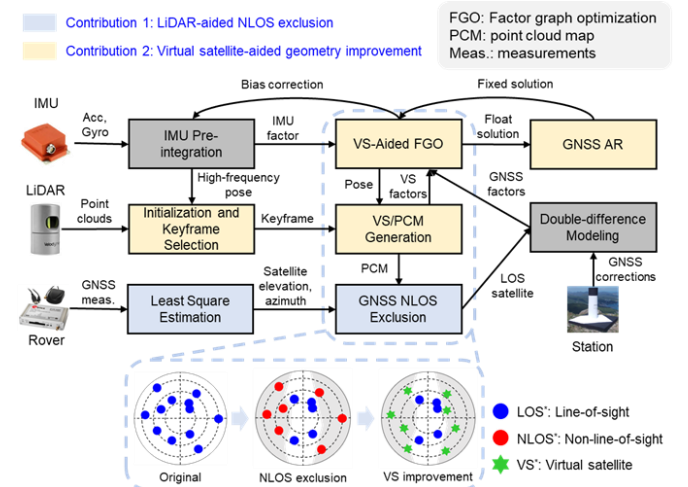 Contribution 1: LiDAR-aided NLOS exclusion
Contribution 2: Virtual satellite-aided geometry improvement
FGO: Factor graph optimization
PCM: point cloud map
Meas.: measurements
Bias correction
Fixed solution
IMU
Acc,
Gyro
IMU Pre-
integration
IMU
factor
VS-Aided FGO
Float
solution
GNSS AR
High-frequency
pose
Pose
VS
factors
GNSS
factors
LiDAR
Point
clouds
Initialization and
Keyframe
Selection
Keyframe
VS/PCM
Generation
Double-difference
Modeling
PCM
GNSS
corrections
GNSS
meas.
Least Square
Estimation
Satellite
elevation,
azimuth
GNSS NLOS
Exclusion
LOS
satellite
Rover
Station
LOS*: Line-of-sight
NLOS*: Non-line-of-sight
VS*: Virtual satellite
Original
NLOS exclusion
VS improvement